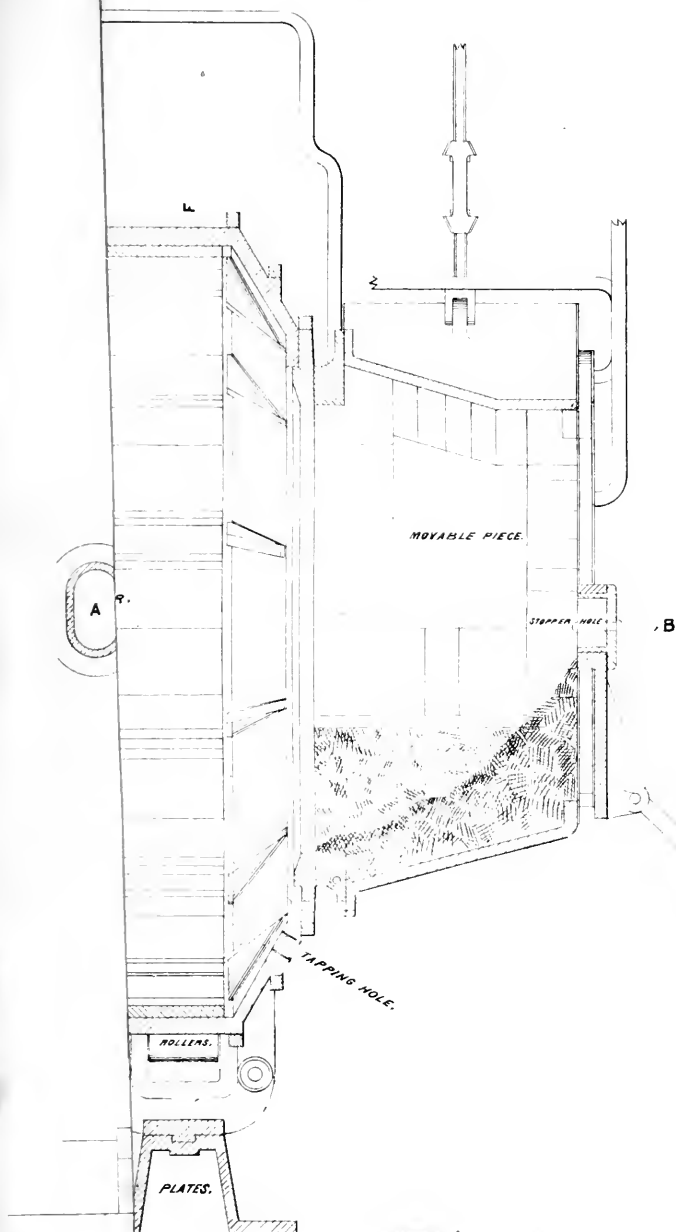 F
MOVABLE PIECE.
A
R.
STOPPER HOLE
B
TAPPING HOLE.
ROLLERS.
PLATES.